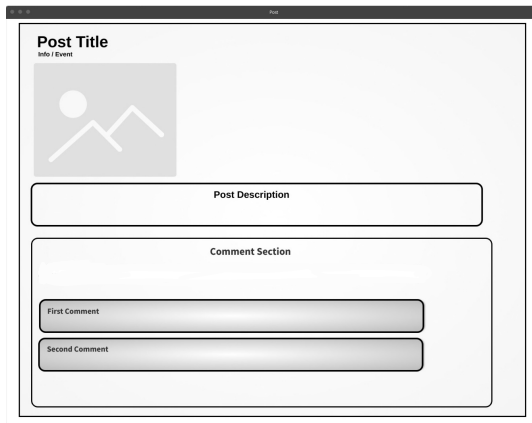 Post
Post Title
Info / Event
Post Description
Comment Section
First Comment
Second Comment